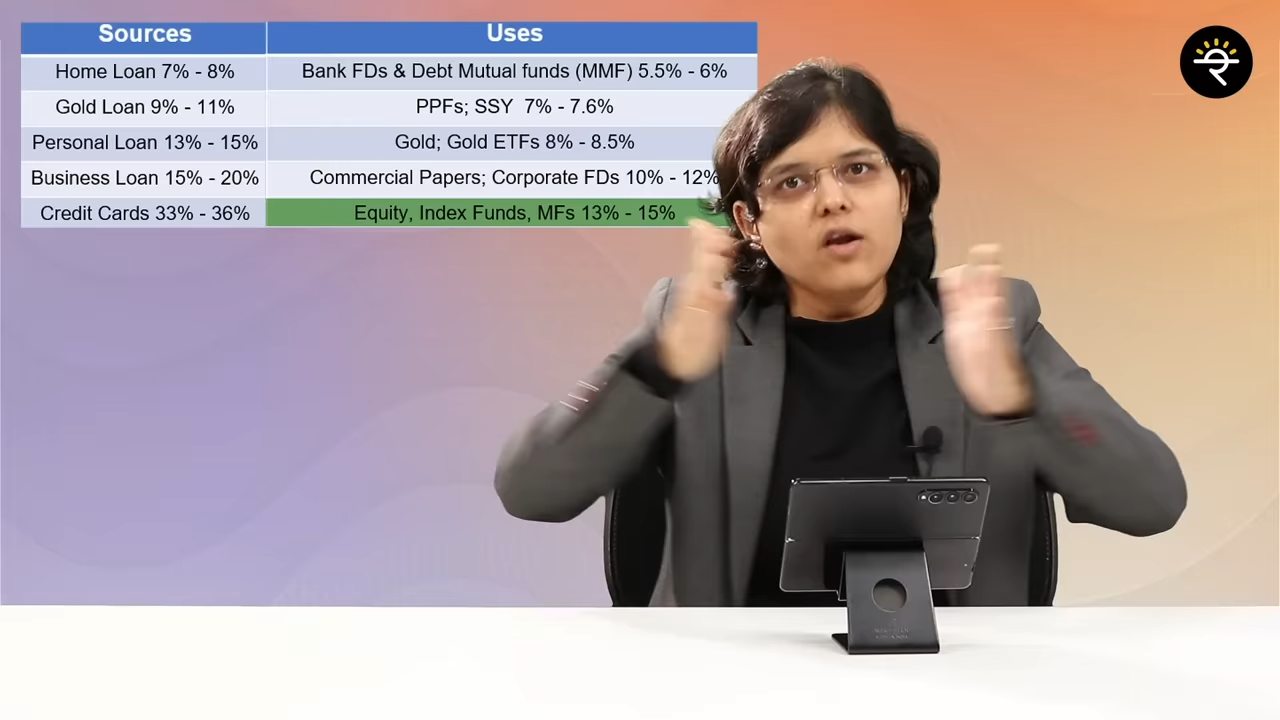 Sources Uses
Home Loan 7% - 8% Bank FDs & Debt Mutual funds (MMF) 5.5% - 6%
Gold Loan 9% - 11% PPFs; SSY 7% - 7.6%
Personal Loan 13% - 15% Gold; Gold ETFs 8% - 8.5%
Business Loan 15% - 20% Commercial Papers; Corporate FDs 10% - 12%
Credit Cards 33% - 36% Equity, Index Funds, MFs 13% - 15%